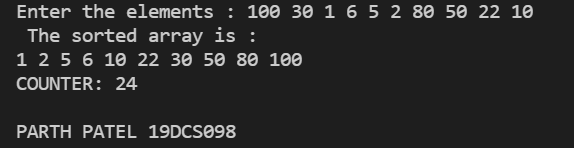 Enter the elements : 100 30 1 6 5 2 80 50 22 10
The sorted array is :
1 2 5 6 10 22 30 50 80 100
COUNTER: 24
PARTH PATEL 19DCS098